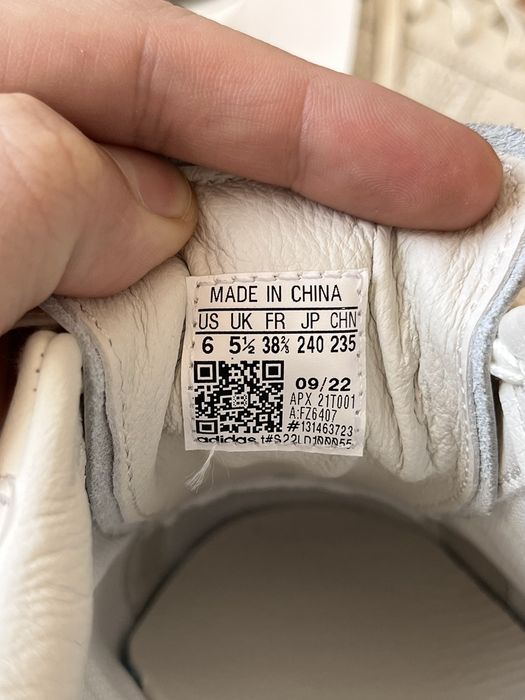 MADE IN CHINA
US UK FR JP CHN
6 5½ 38⅔ 240 235
09/22
APX 21T001
A:FZ6407
#131463723
adidas